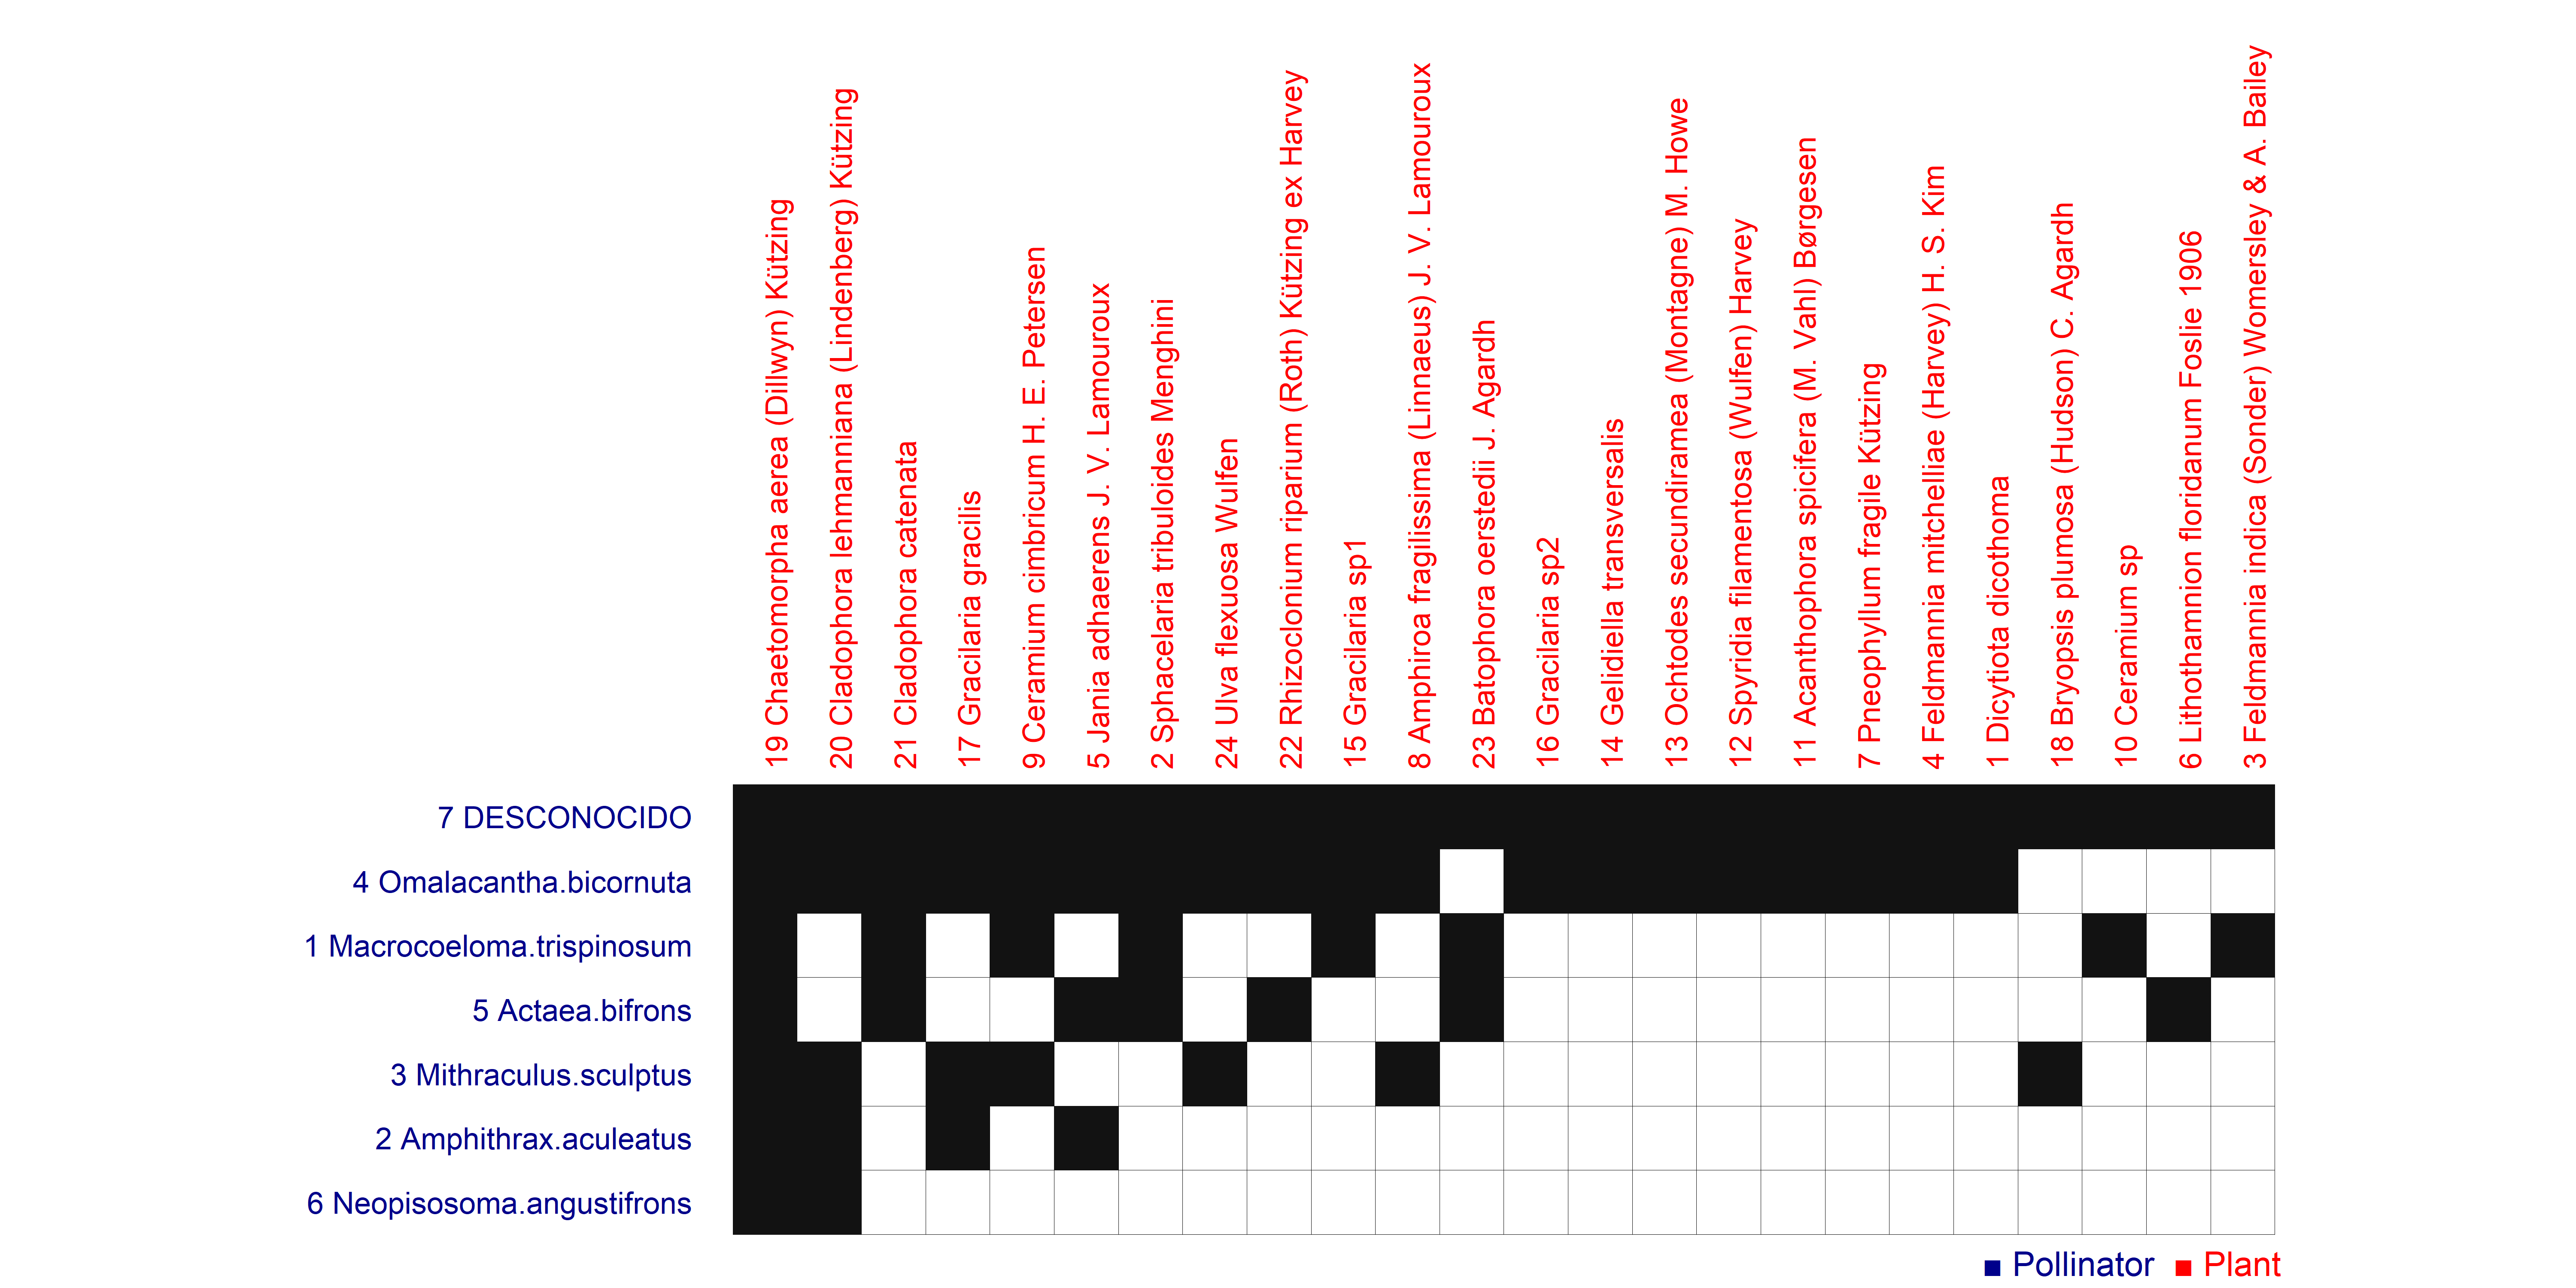 19 Chaetomorpha aerea (Dillwyn) Kützing
20 Cladophora lehmanniana (Lindenberg) Kützing
21 Cladophora catenata
17 Gracilaria gracilis
9 Ceramium cimbricum H. E. Petersen
5 Jania adhaerens J. V. Lamouroux
2 Sphacelaria tribuloides Menghini
24 Ulva flexuosa Wulfen
22 Rhizoclonium riparium (Roth) Kützing ex Harvey
15 Gracilaria sp1
8 Amphiroa fragilissima (Linnaeus) J. V. Lamouroux
23 Batophora oerstedii J. Agardh
16 Gracilaria sp2
14 Gelidiella transversalis
13 Ochtodes secundiramea (Montagne) M. Howe
12 Spyridia filamentosa (Wulfen) Harvey
11 Acanthophora spicifera (M. Vahl) Børgesen
7 Pneophyllum fragile Kützing
4 Feldmannia mitchelliae (Harvey) H. S. Kim
1 Dicytiota dicothoma
18 Bryopsis plumosa (Hudson) C. Agardh
10 Ceramium sp
6 Lithothamnion floridanum Foslie 1906
3 Feldmannia indica (Sonder) Womersley & A. Bailey
7 DESCONOCIDO
4 Omalacantha.bicornuta
1 Macrocoeloma.trispinosum
5 Actaea.bifrons
3 Mithraculus.sculptus
2 Amphithrax.aculeatus
6 Neopisosoma.angustifrons
Pollinator Plant